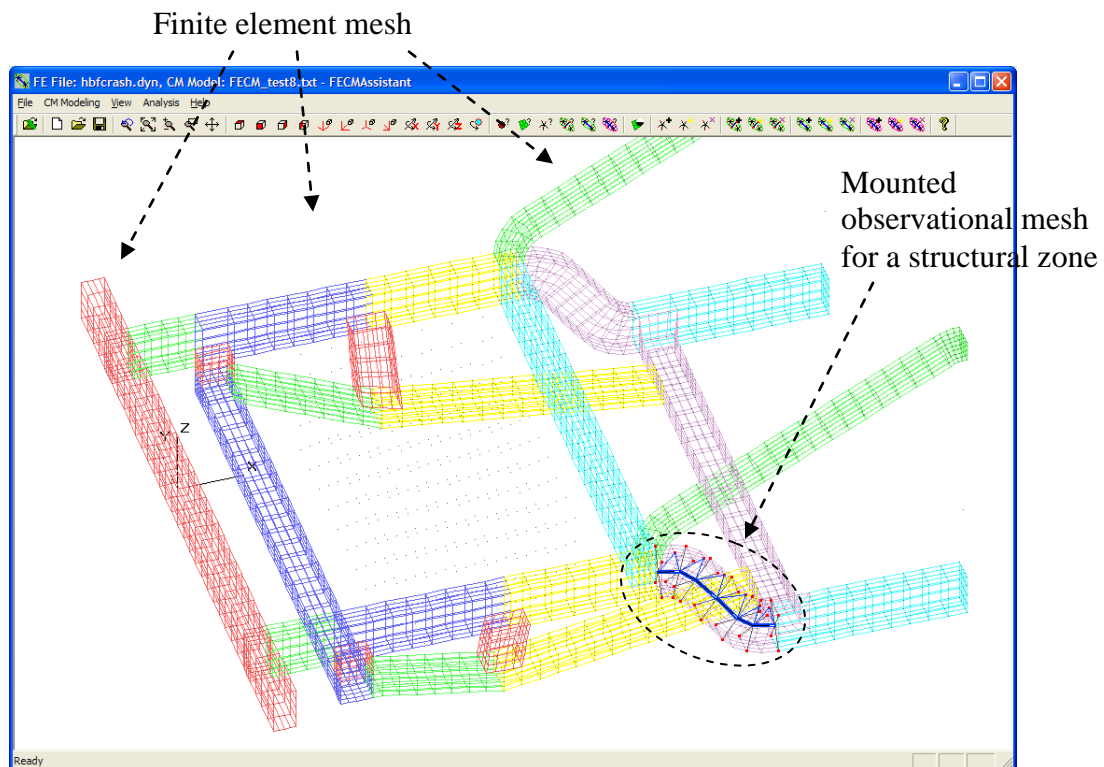 Finite element mesh
FE File: hbfcrash.dyn, CM Model: FECM_test8.txt - FECMAssistant
File CM Modeling View Analysis Help
Mounted
observational mesh
for a structural zone
Z
Y
X
Ready